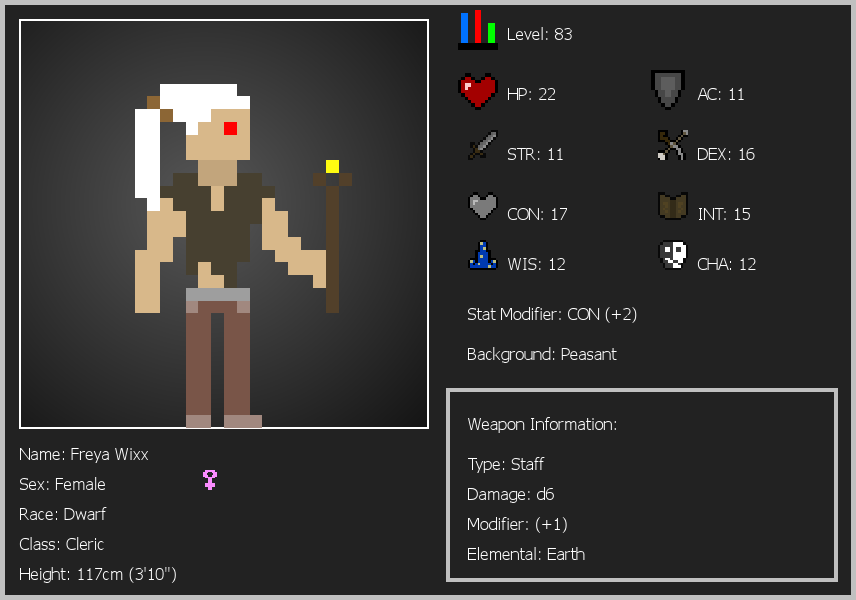 Level: 83
HP: 22
AC: 11
STR: 11
DEX: 16
CON: 17
INT: 15
WIS: 12
CHA: 12
Stat Modifier: CON (+2)
Background: Peasant
Weapon Information:
Type: Staff
Damage: d6
Modifier: (+1)
Elemental: Earth
Name: Freya Wixx
Sex: Female
Race: Dwarf
Class: Cleric
Height: 117cm (3'10")